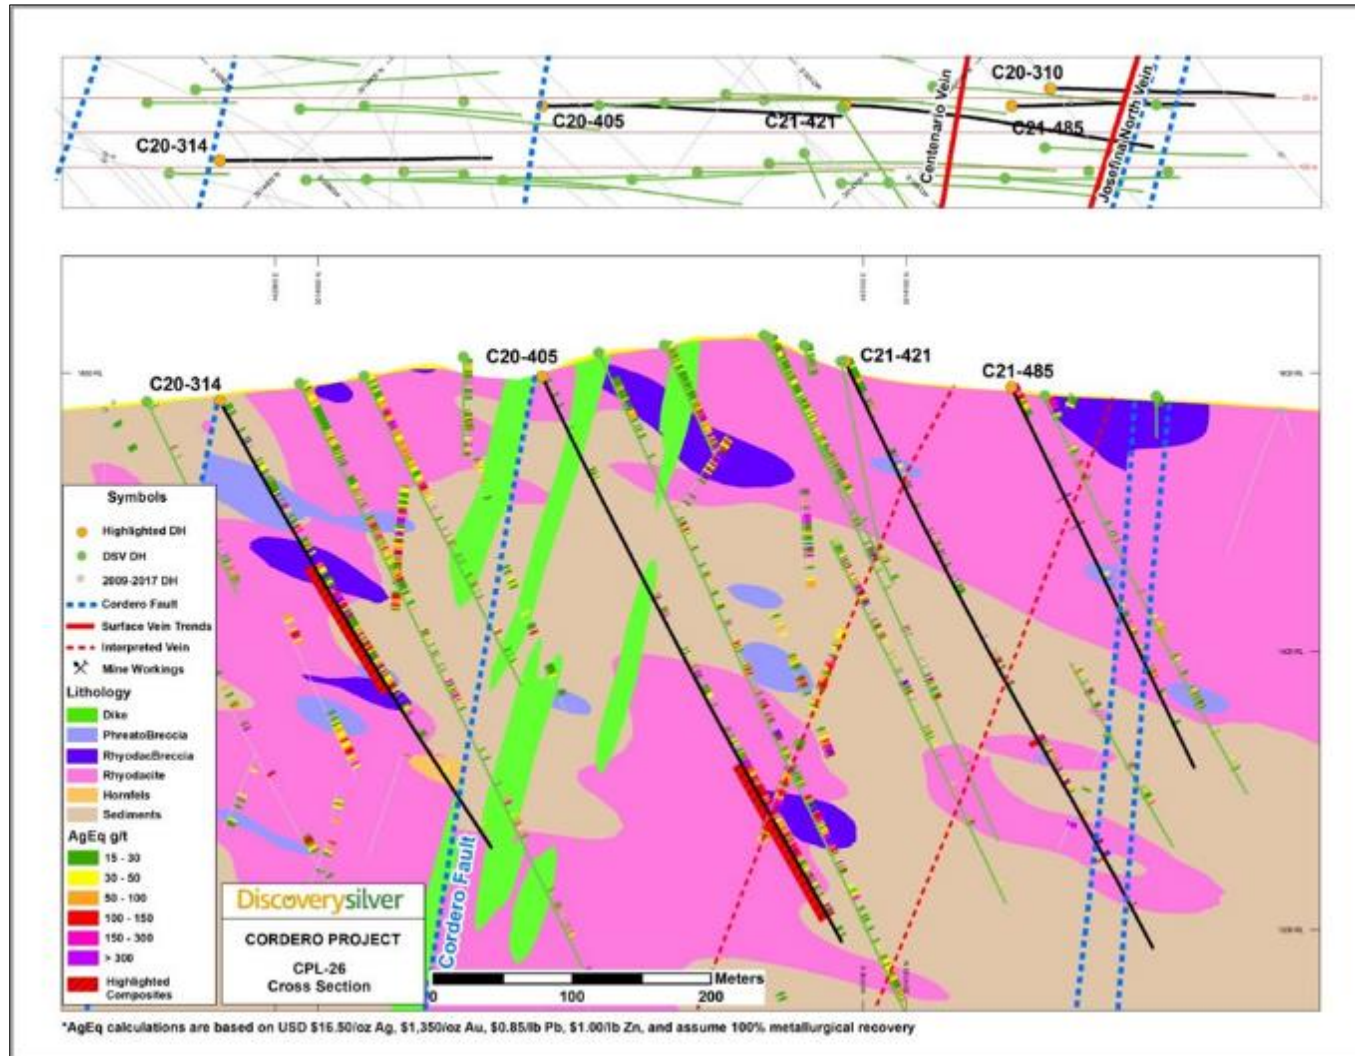 C20-310
Centenario Vein
Josefina North Vein
C20-405
C21-421
C21-485
C20-314
C20-405
C21-421
C20-314
C21-485
Symbols
Highlighted DH
DSV DH
2009-2017 DH
Cordero Fault
Surface Vein Trends
Interpreted Vein
Mine Workings
Lithology
Dike
PhreatoBreccia
RhyodacBreccia
Rhyodacite
Hornfels
Sediments
AgEq g/t
15 - 30
30 - 50
50 - 100
100 - 150
150 - 300
> 300
Highlighted
Composites
Discoverysilver
CORDERO PROJECT
CPL-26
Cross Section
Cordero Fault
Meters
0 100 200
*AgEq calculations are based on USD $16.50/oz Ag, $1,350/oz Au, $0.85/lb Pb, $1.00/lb Zn, and assume 100% metallurgical recovery